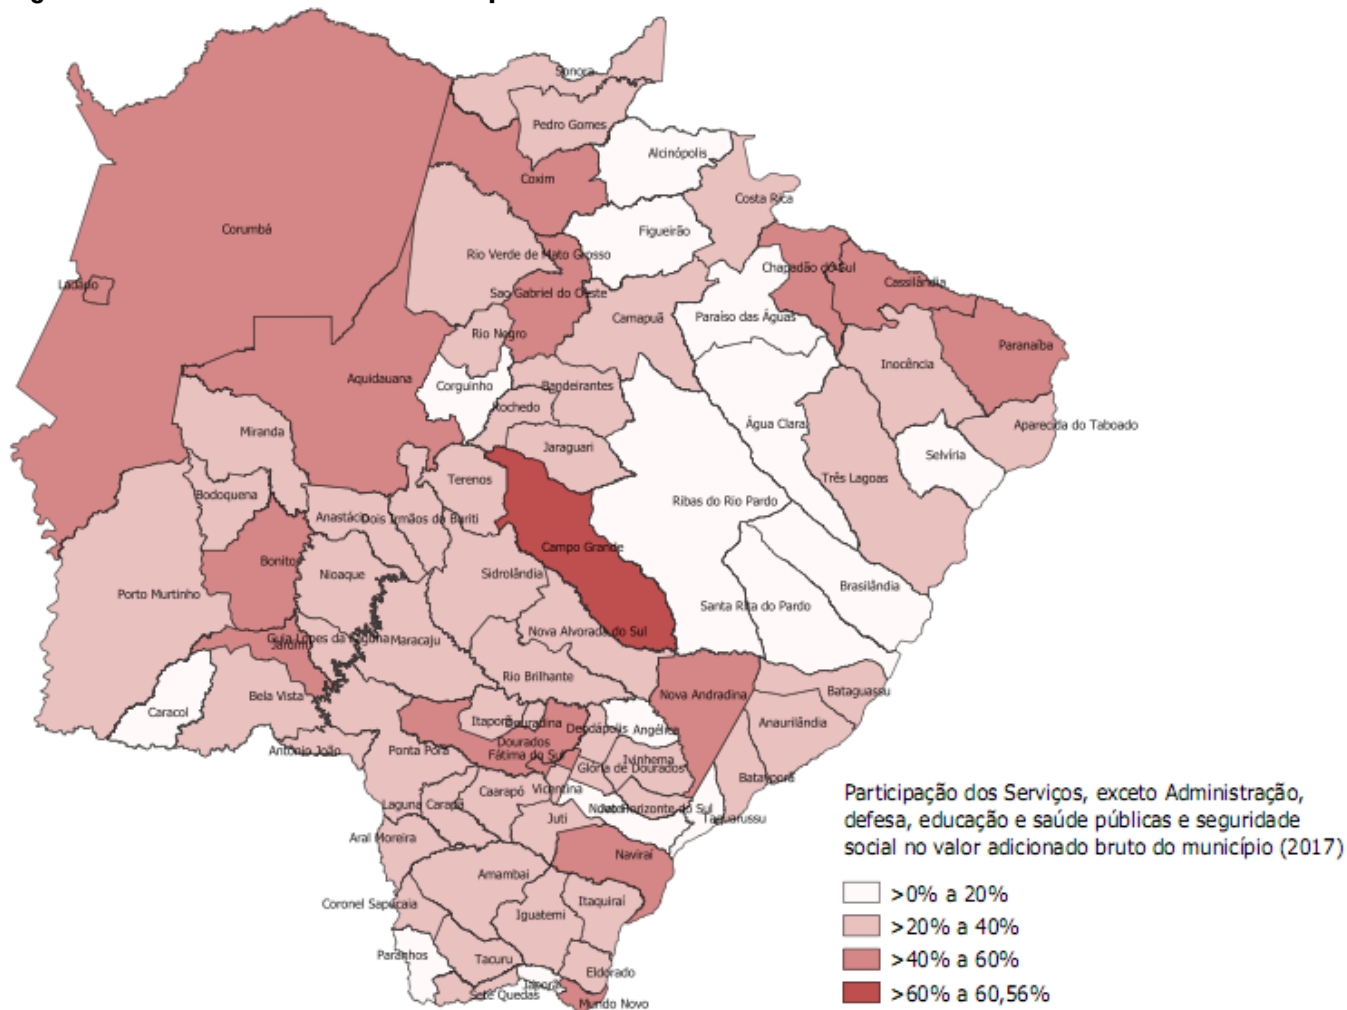 Sonora
Pedro Gomes
Alcinópolis
Coxim
Costa Rica
Corumbá
Figueirão
Rio Verde de Mato Grosso
Chapadão do Sul
Cassilândia
Ladário
Sao Gabriel do Oeste
Camapuã
Paraíso das Águas
Rio Negro
Paranaíba
Inocência
Aquidauana
Corguinho
Bandeirantes
Rochedo
Água Clara
Aparecida do Taboado
Miranda
Jaraguari
Selvíria
Terenos
Três Lagoas
Bodoquena
Ribas do Rio Pardo
Anastácio
Dois Irmãos do Buriti
Campo Grande
Bonito
Nioaque
Sidrolândia
Brasilândia
Porto Murtinho
Santa Rita do Pardo
Nova Alvorada do Sul
Guia Lopes da Laguna
Maracaju
Jardim
Rio Brilhante
Bela Vista
Nova Andradina
Bataguassu
Caracol
Itaporã
Douradina
Deodápolis
Angélica
Anaurilândia
Antônio João
Ponta Porã
Dourados
Fátima do Sul
Ivinhema
Glória de Dourados
Batayporã
Caarapó
Vicentina
Laguna Carapã
Novo Horizonte do Sul
Juti
Taquarussu
Aral Moreira
Naviraí
Amambai
Coronel Sapucaia
Itaquiraí
Iguatemi
Paranhos
Tacuru
Eldorado
Japorã
Sete Quedas
Mundo Novo
Participação dos Serviços, exceto Administração,
defesa, educação e saúde públicas e seguridade
social no valor adicionado bruto do município (2017)
>0% a 20%
>20% a 40%
>40% a 60%
>60% a 60,56%